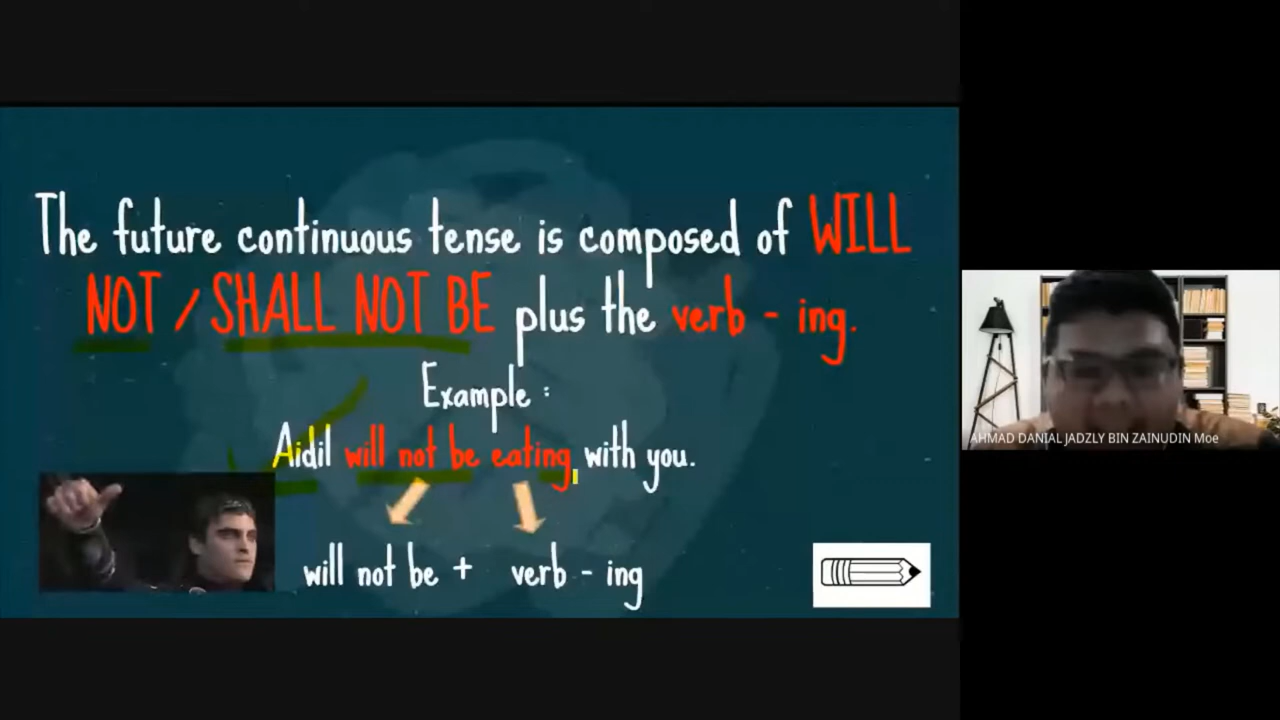 The future continuous tense is composed of WILL
NOT / SHALL NOT BE plus the verb - ing.
Example :
Aidil will not be eating with you.
will not be + verb - ing
AHMAD DANIAL JADZLY BIN ZAINUDIN Moe